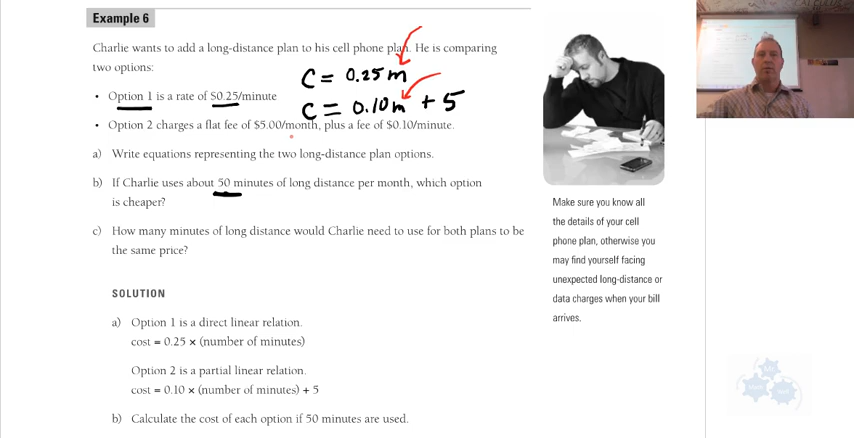 Example 6
Charlie wants to add a long-distance plan to his cell phone plan. He is comparing
two options:
C = 0.25m
• Option 1 is a rate of $0.25/minute
C = 0.10m + 5
• Option 2 charges a flat fee of $5.00/month, plus a fee of $0.10/minute.
a) Write equations representing the two long-distance plan options.
b) If Charlie uses about 50 minutes of long distance per month, which option
is cheaper?
c) How many minutes of long distance would Charlie need to use for both plans to be
the same price?
Make sure you know all
the details of your cell
phone plan, otherwise you
may find yourself facing
unexpected long-distance or
data charges when your bill
arrives.
SOLUTION
a) Option 1 is a direct linear relation.
cost = 0.25 × (number of minutes)
Option 2 is a partial linear relation.
cost = 0.10 × (number of minutes) + 5
b) Calculate the cost of each option if 50 minutes are used.